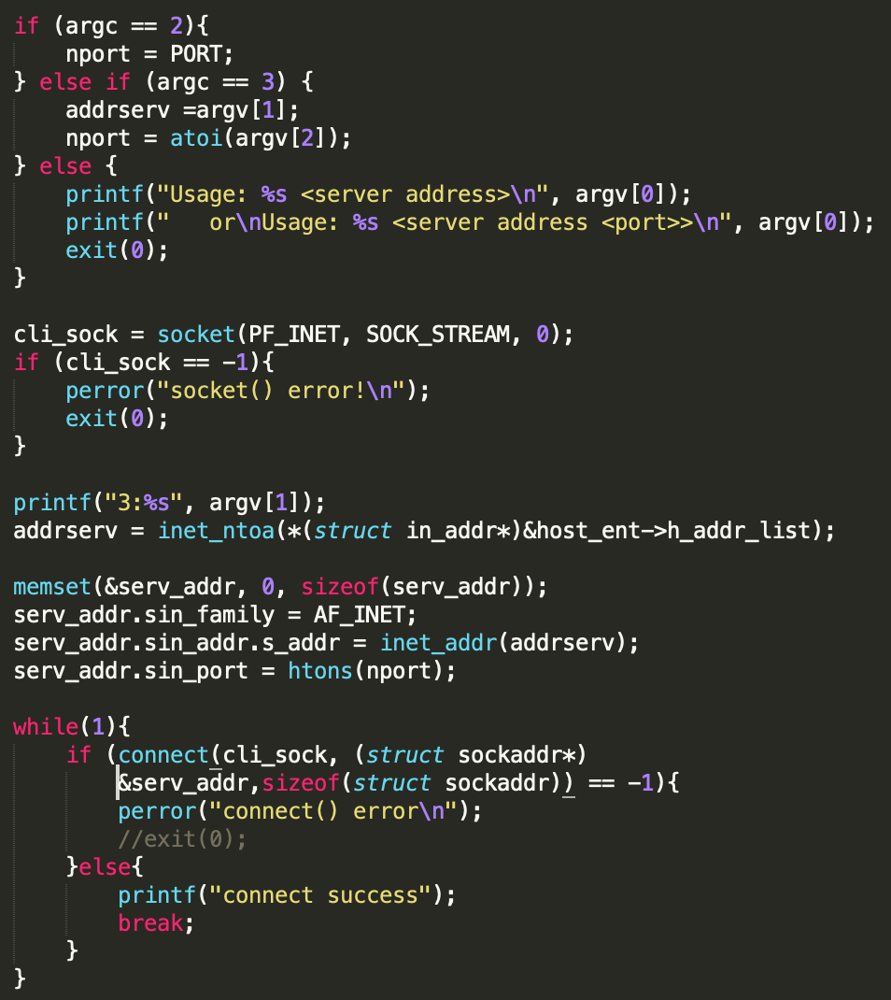 if (argc == 2){
    nport = PORT;
} else if (argc == 3) {
    addrserv =argv[1];
    nport = atoi(argv[2]);
} else {
    printf("Usage: %s <server address>\n", argv[0]);
    printf("   or\nUsage: %s <server address <port>>\n", argv[0]);
    exit(0);
}

cli_sock = socket(PF_INET, SOCK_STREAM, 0);
if (cli_sock == -1){
    perror("socket() error!\n");
    exit(0);
}

printf("3:%s", argv[1]);
addrserv = inet_ntoa(*(struct in_addr*)&host_ent->h_addr_list);

memset(&serv_addr, 0, sizeof(serv_addr));
serv_addr.sin_family = AF_INET;
serv_addr.sin_addr.s_addr = inet_addr(addrserv);
serv_addr.sin_port = htons(nport);

while(1){
    if (connect(cli_sock, (struct sockaddr*)
        &serv_addr,sizeof(struct sockaddr)) == -1){
        perror("connect() error\n");
        //exit(0);
    }else{
        printf("connect success");
        break;
    }
}